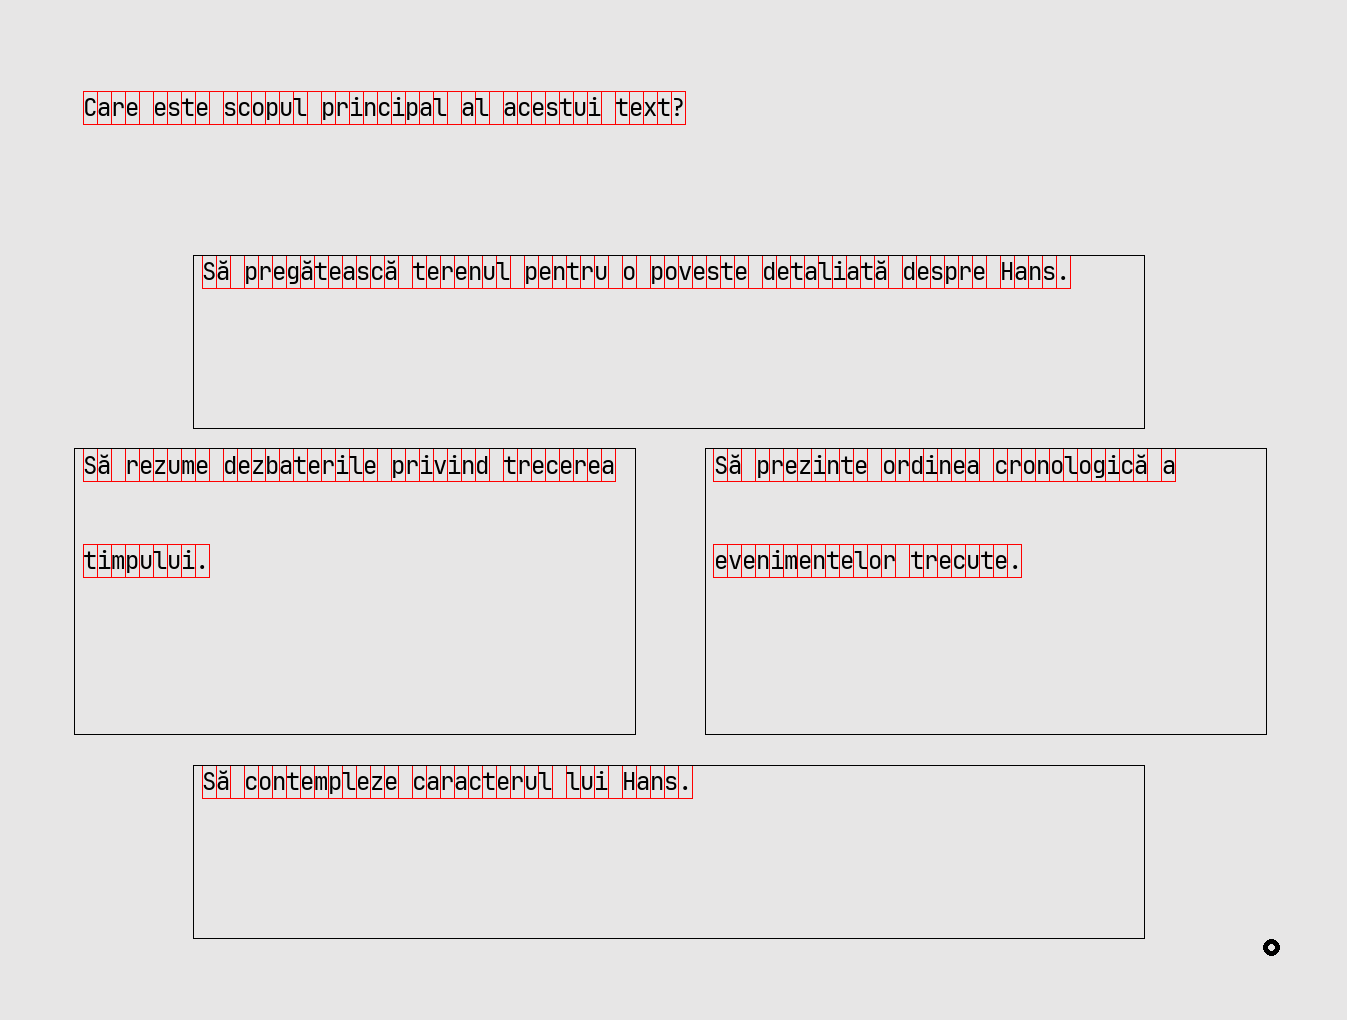 Care este scopul principal al acestui text?
Să pregătească terenul pentru o poveste detaliată despre Hans.
Să rezume dezbaterile privind trecerea
timpului.
Să prezinte ordinea cronologică a
evenimentelor trecute.
Să contempleze caracterul lui Hans.